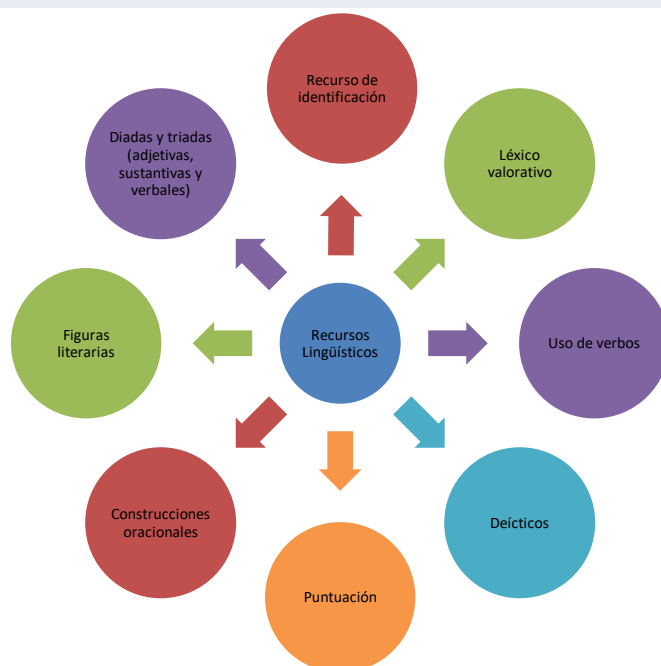 Recurso de
identificación
Léxico
valorativo
Uso de verbos
Deícticos
Puntuación
Construcciones
oracionales
Figuras
literarias
Diadas y triadas
(adjetivas,
sustantivas y
verbales)
Recursos
Lingüísticos